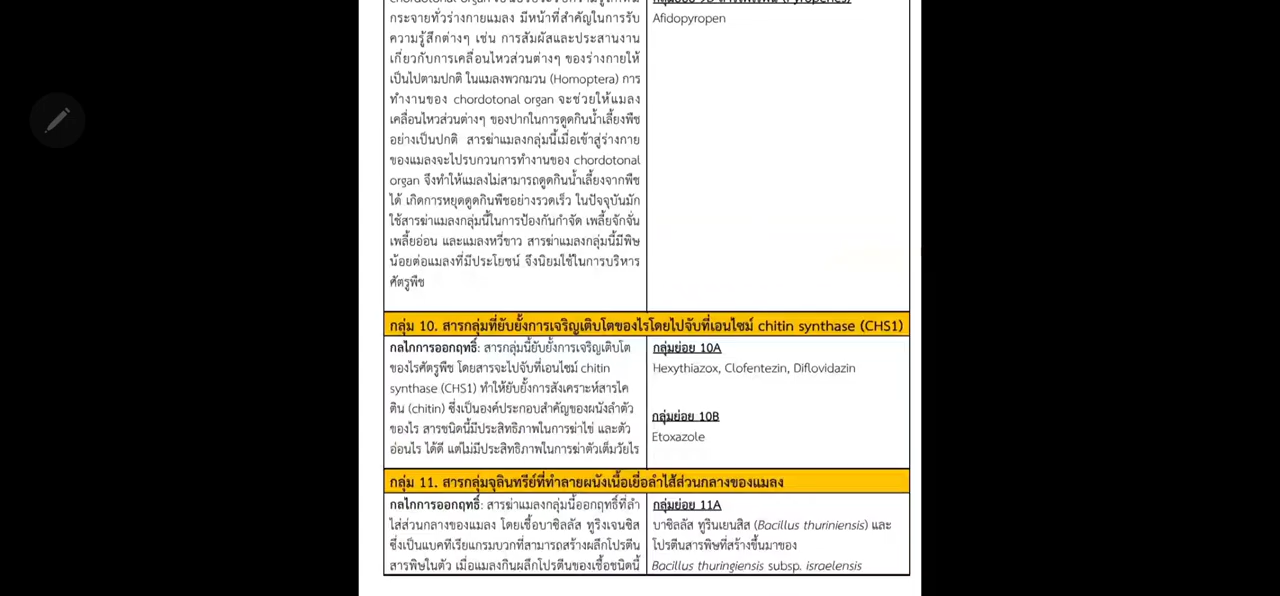 กระจายทั่วร่างกายแมลง มีหน้าที่สำคัญในการรับ
ความรู้สึกต่างๆ เช่น การสัมผัสและประสานงาน
เกี่ยวกับการเคลื่อนไหวส่วนต่างๆ ของร่างกายให้
เป็นไปตามปกติ ในแมลงพวกมวน (Homoptera) การ
ทำงานของ chordotonal organ จะช่วยให้แมลง
เคลื่อนไหวส่วนต่างๆ ของปากในการดูดกินน้ำเลี้ยงพืช
อย่างเป็นปกติ สารฆ่าแมลงกลุ่มนี้เมื่อเข้าสู่ร่างกาย
ของแมลงจะไปรบกวนการทำงานของ chordotonal
organ จึงทำให้แมลงไม่สามารถดูดกินน้ำเลี้ยงจากพืช
ได้ เกิดการหยุดดูดกินพืชอย่างรวดเร็ว ในปัจจุบันมัก
ใช้สารฆ่าแมลงกลุ่มนี้ในการป้องกันกำจัด เพลี้ยจักจั่น
เพลี้ยอ่อน และแมลงหวี่ขาว สารฆ่าแมลงกลุ่มนี้มีพิษ
น้อยต่อแมลงที่มีประโยชน์ จึงนิยมใช้ในการบริหาร
ศัตรูพืช
Afidopyropen
กลุ่ม 10. สารกลุ่มที่ยับยั้งการเจริญเติบโตของไรโดยไปจับที่เอนไซม์ chitin synthase (CHS1)
กลไกการออกฤทธิ์: สารกลุ่มนี้ยับยั้งการเจริญเติบโต
ของไรศัตรูพืช โดยสารจะไปจับที่เอนไซม์ chitin
synthase (CHS1) ทำให้ยับยั้งการสังเคราะห์สารไค
ติน (chitin) ซึ่งเป็นองค์ประกอบสำคัญของผนังลำตัว
ของไร สารชนิดนี้มีประสิทธิภาพในการฆ่าไข่ และตัว
อ่อนไร ได้ดี แต่ไม่มีประสิทธิภาพในการฆ่าตัวเต็มวัยไร
กลุ่มย่อย 10A
Hexythiazox, Clofentezin, Diflovidazin
กลุ่มย่อย 10B
Etoxazole
กลุ่ม 11. สารกลุ่มจุลินทรีย์ที่ทำลายผนังเนื้อเยื่อลำไส้ส่วนกลางของแมลง
กลไกการออกฤทธิ์: สารฆ่าแมลงกลุ่มนี้ออกฤทธิ์ที่ลำ
ไส่ส่วนกลางของแมลง โดยเชื้อบาซิลลัส ทูริงเจนซิส
ซึ่งเป็นแบคทีเรียแกรมบวกที่สามารถสร้างผลึกโปรตีน
สารพิษในตัว เมื่อแมลงกินผลึกโปรตีนของเชื้อชนิดนี้
กลุ่มย่อย 11A
บาซิลลัส ทูรินเยนสิส (Bacillus thuriniensis) และ
โปรตีนสารพิษที่สร้างขึ้นมาของ
Bacillus thuringiensis subsp. israelensis